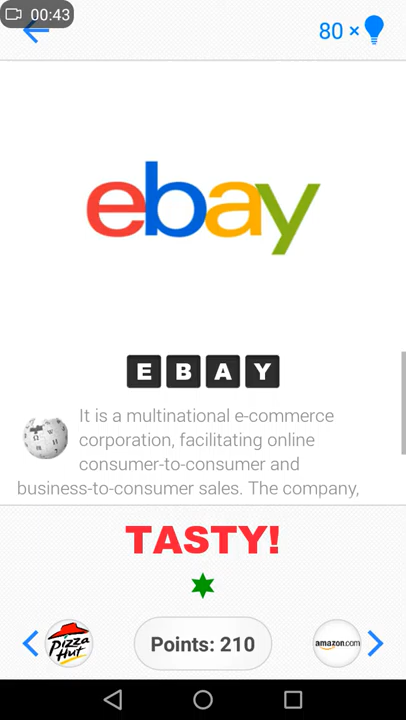 00:43
80 ×
ebay
E B A Y
It is a multinational e-commerce
corporation, facilitating online
consumer-to-consumer and
business-to-consumer sales. The company,
TASTY!
Pizza
Hut
Points: 210
amazon.com